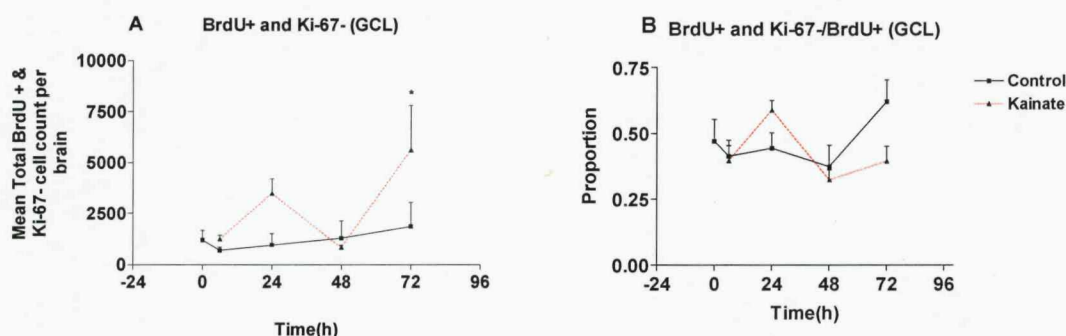 A BrdU+ and Ki-67- (GCL)
Mean Total BrdU + &
Ki-67- cell count per
brain
10000
7500
5000
2500
0
*
-24 0 24 48 72 96
Time(h)
B BrdU+ and Ki-67-/BrdU+ (GCL)
Proportion
0.75
0.50
0.25
0.00
-24 0 24 48 72 96
Time(h)
Control
Kainate